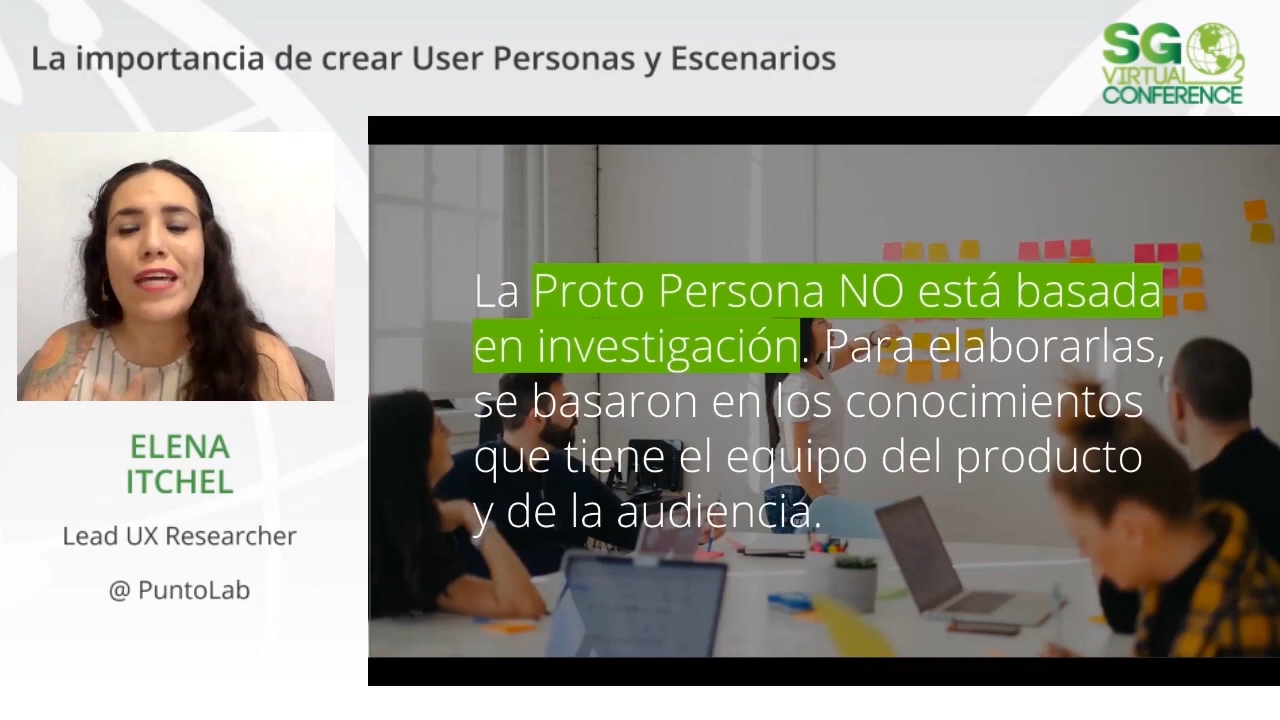 La importancia de crear User Personas y Escenarios
SG
VIRTUAL
CONFERENCE
La Proto Persona NO está basada
en investigación. Para elaborarlas,
se basaron en los conocimientos
que tiene el equipo del producto
y de la audiencia.
ELENA
ITCHEL
Lead UX Researcher
@ PuntoLab